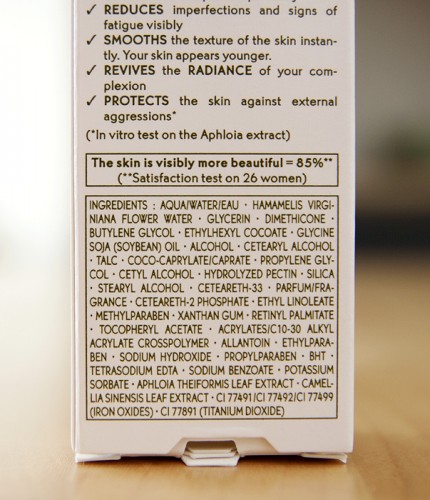 ✓ REDUCES imperfections and signs of
fatigue visibly
✓ SMOOTHS the texture of the skin instan-
tly. Your skin appears younger.
✓ REVIVES the RADIANCE of your com-
plexion
✓ PROTECTS the skin against external
aggressions*
(*In vitro test on the Aphloia extract)
The skin is visibly more beautiful = 85%**
(**Satisfaction test on 26 women)
INGREDIENTS : AQUA/WATER/EAU · HAMAMELIS VIRGI-
NIANA FLOWER WATER · GLYCERIN · DIMETHICONE ·
BUTYLENE GLYCOL · ETHYLHEXYL COCOATE · GLYCINE
SOJA (SOYBEAN) OIL · ALCOHOL · CETEARYL ALCOHOL
· TALC · COCO-CAPRYLATE/CAPRATE · PROPYLENE GLY-
COL · CETYL ALCOHOL · HYDROLYZED PECTIN · SILICA
· STEARYL ALCOHOL · CETEARETH-33 · PARFUM/FRA-
GRANCE · CETEARETH-2 PHOSPHATE · ETHYL LINOLEATE
· METHYLPARABEN · XANTHAN GUM · RETINYL PALMITATE
· TOCOPHERYL ACETATE · ACRYLATES/C10-30 ALKYL
ACRYLATE CROSSPOLYMER · ALLANTOIN · ETHYLPARA-
BEN · SODIUM HYDROXIDE · PROPYLPARABEN · BHT ·
TETRASODIUM EDTA · SODIUM BENZOATE · POTASSIUM
SORBATE · APHLOIA THEIFORMIS LEAF EXTRACT · CAMEL-
LIA SINENSIS LEAF EXTRACT · CI 77491/CI 77492/CI 77499
(IRON OXIDES) · CI 77891 (TITANIUM DIOXIDE)